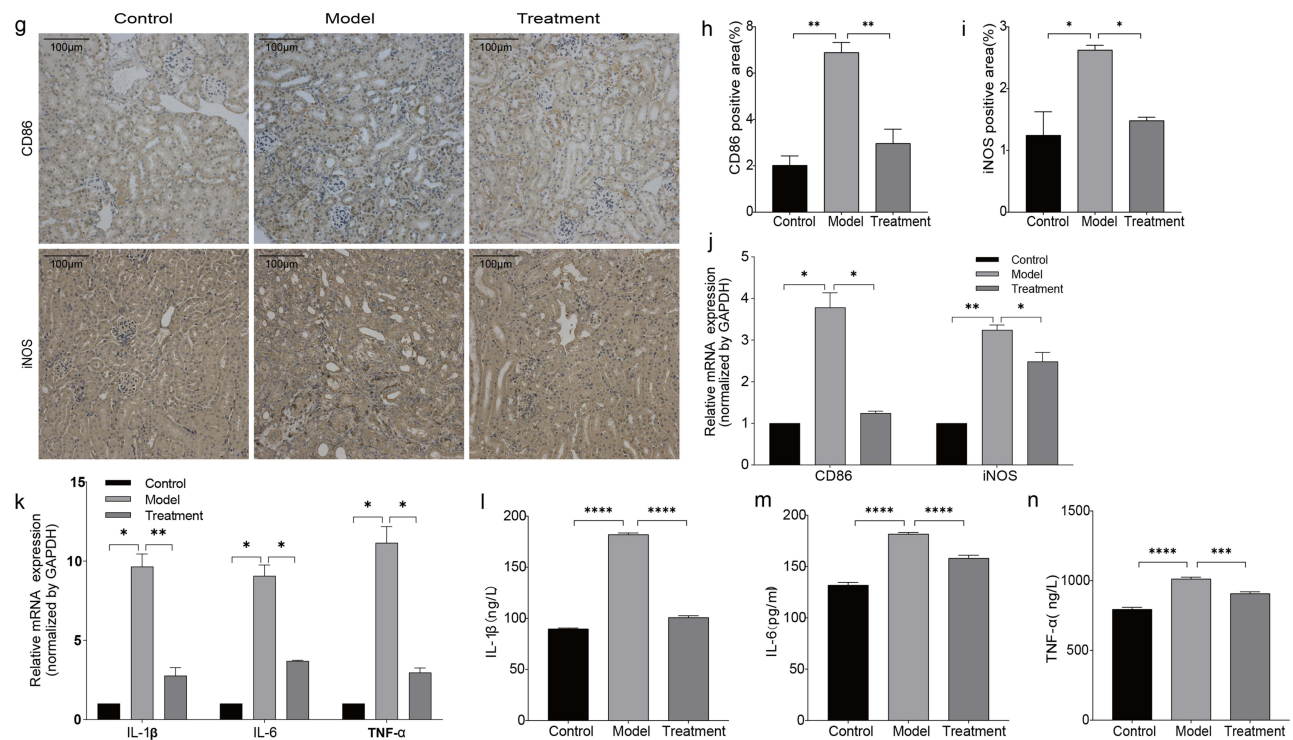 g
Control
Model
Treatment
CD86
100μm
100μm
100μm
iNOS
100μm
100μm
100μm
h
CD86 positive area(%)
8
6
4
2
0
** **
Control Model Treatment
i
iNOS positive area(%)
3
2
1
0
* *
Control Model Treatment
j
Relative mRNA expression
(normalized by GAPDH)
5
4
3
2
1
0
Control
Model
Treatment
* *
** *
CD86 iNOS
k
Relative mRNA expression
(normalized by GAPDH)
15
10
5
0
Control
Model
Treatment
* **
* *
* *
IL-1β IL-6 TNF-α
l
IL-1β(ng/L)
200
150
100
50
0
**** ****
Control Model Treatment
m
IL-6(pg/m)
200
150
100
50
0
**** ****
Control Model Treatment
n
TNF-α( ng/L)
1500
1000
500
0
**** ***
Control Model Treatment